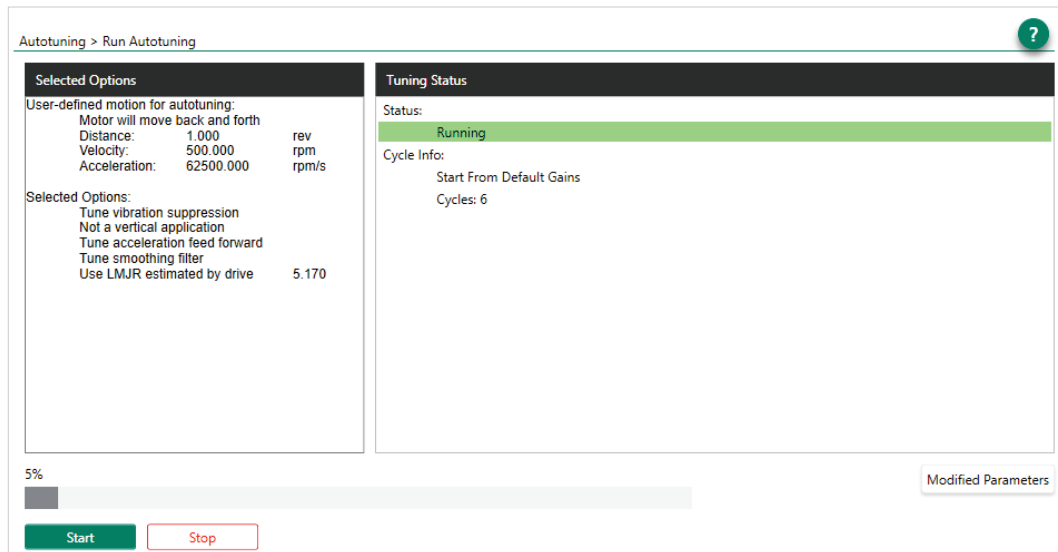 Autotuning > Run Autotuning
?
Selected Options
User-defined motion for autotuning:
Motor will move back and forth
Distance: 1.000 rev
Velocity: 500.000 rpm
Acceleration: 62500.000 rpm/s
Selected Options:
Tune vibration suppression
Not a vertical application
Tune acceleration feed forward
Tune smoothing filter
Use LMJR estimated by drive 5.170
Tuning Status
Status:
Running
Cycle Info:
Start From Default Gains
Cycles: 6
5%
Modified Parameters
Start
Stop